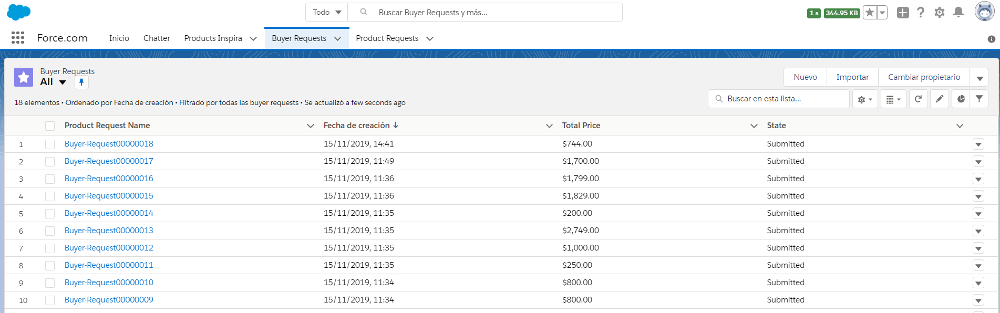 Todo Buscar Buyer Requests y más... 1 s 344.95 KB
Force.com Inicio Chatter Products Inspira Buyer Requests Product Requests
Buyer Requests
All
Nuevo Importar Cambiar propietario
18 elementos • Ordenado por Fecha de creación • Filtrado por todas las buyer requests • Se actualizó a few seconds ago
Buscar en esta lista...
Product Request Name Fecha de creación Total Price State
1 Buyer-Request00000018 15/11/2019, 14:41 $744.00 Submitted
2 Buyer-Request00000017 15/11/2019, 11:49 $1,700.00 Submitted
3 Buyer-Request00000016 15/11/2019, 11:36 $1,799.00 Submitted
4 Buyer-Request00000015 15/11/2019, 11:36 $1,829.00 Submitted
5 Buyer-Request00000014 15/11/2019, 11:35 $200.00 Submitted
6 Buyer-Request00000013 15/11/2019, 11:35 $2,749.00 Submitted
7 Buyer-Request00000012 15/11/2019, 11:35 $1,000.00 Submitted
8 Buyer-Request00000011 15/11/2019, 11:35 $250.00 Submitted
9 Buyer-Request00000010 15/11/2019, 11:34 $800.00 Submitted
10 Buyer-Request00000009 15/11/2019, 11:34 $800.00 Submitted